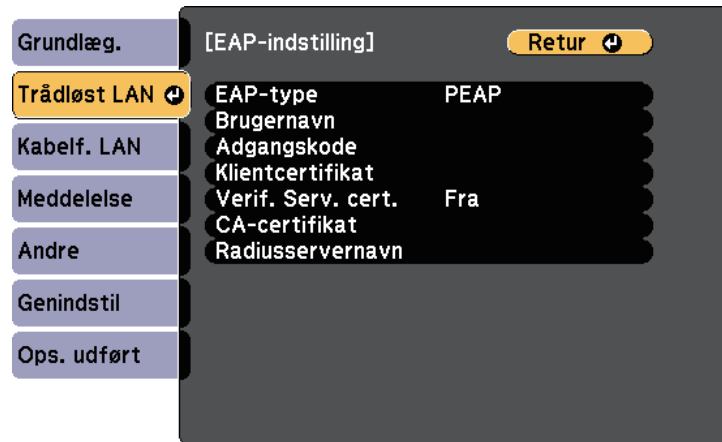 Grundlæg.
Trådløst LAN
Kabelf. LAN
Meddelelse
Andre
Genindstil
Ops. udført
[EAP-indstilling]
Retur
EAP-type PEAP
Brugernavn
Adgangskode
Klientcertifikat
Verif. Serv. cert. Fra
CA-certifikat
Radiusservernavn